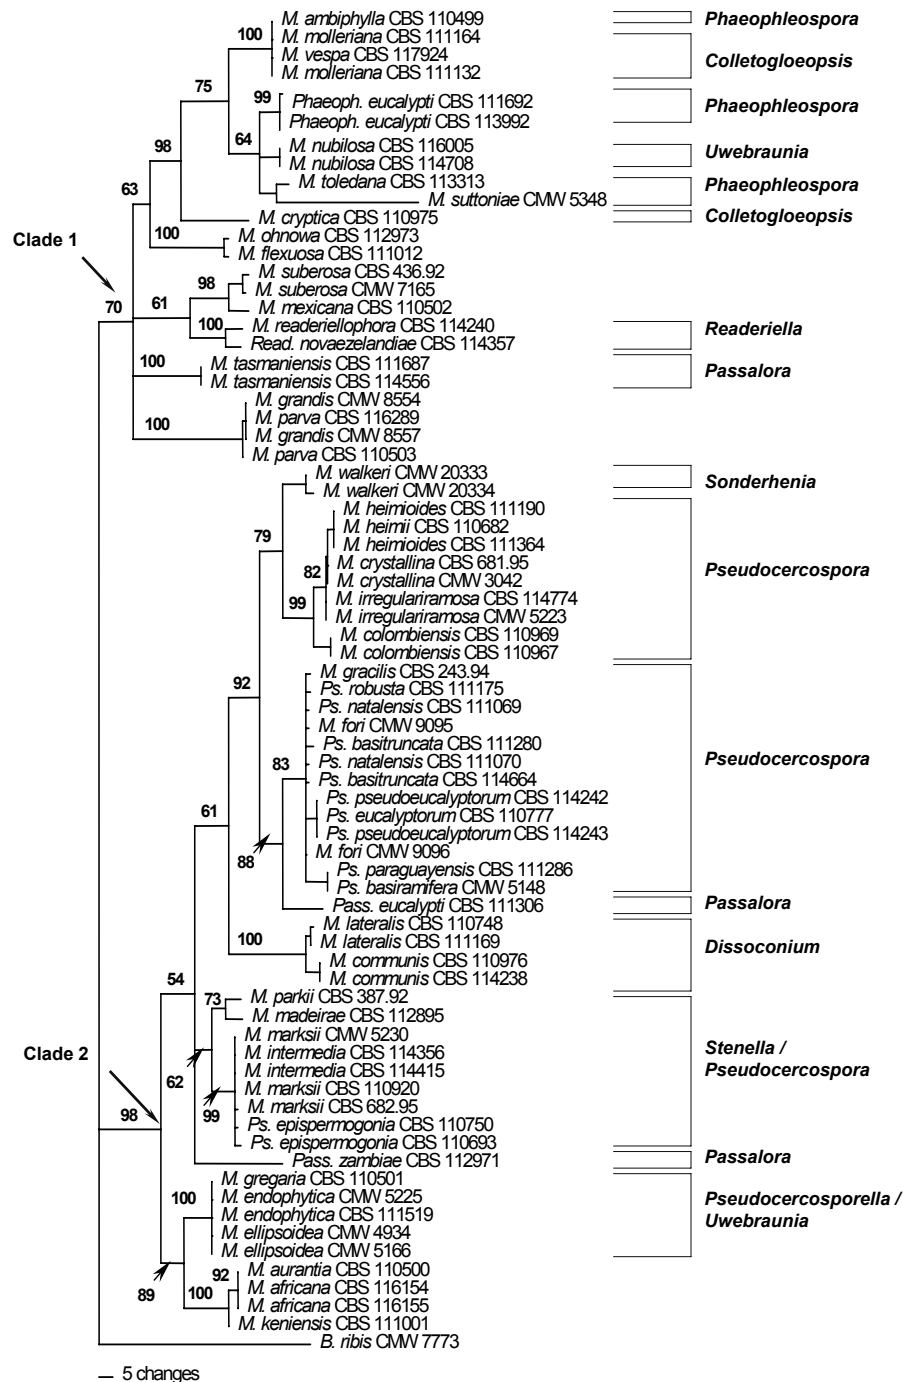 M. ambiphylla CBS 110499
Phaeophleospora
100
M. molleriana CBS 111164
M. vespa CBS 117924
Colletogloeopsis
M. molleriana CBS 111132
75
99
Phaeoph. eucalypti CBS 111692
Phaeophleospora
Phaeoph. eucalypti CBS 113992
64
M. nubilosa CBS 116005
Uwebraunia
98
M. nubilosa CBS 114708
M. toledana CBS 113313
Phaeophleospora
63
M. suttoniae CMW 5348
M. cryptica CBS 110975
Colletogloeopsis
Clade 1
100
M. ohnowa CBS 112973
M. flexuosa CBS 111012
M. suberosa CBS 436.92
98
M. suberosa CMW 7165
70
61
M. mexicana CBS 110502
100
M. readeriellophora CBS 114240
Readeriella
Read. novaezelandiae CBS 114357
100
M. tasmaniensis CBS 111687
Passalora
M. tasmaniensis CBS 114556
M. grandis CMW 8554
100
M. parva CBS 116289
M. grandis CMW 8557
M. parva CBS 110503
M. walkeri CMW 20333
Sonderhenia
M. walkeri CMW 20334
M. heimioides CBS 111190
79
M. heimii CBS 110682
M. heimioides CBS 111364
M. crystallina CBS 681.95
Pseudocercospora
82
M. crystallina CMW 3042
99
M. irregulariramosa CBS 114774
M. irregulariramosa CMW 5223
M. colombiensis CBS 110969
M. colombiensis CBS 110967
92
M. gracilis CBS 243.94
Ps. robusta CBS 111175
Ps. natalensis CBS 111069
M. fori CMW 9095
Ps. basitruncata CBS 111280
Pseudocercospora
83
Ps. natalensis CBS 111070
Ps. basitruncata CBS 114664
Ps. pseudoeucalyptorum CBS 114242
61
Ps. eucalyptorum CBS 110777
Ps. pseudoeucalyptorum CBS 114243
88
M. fori CMW 9096
Ps. paraguayensis CBS 111286
Ps. basiramifera CMW 5148
Pass. eucalypti CBS 111306
Passalora
M. lateralis CBS 110748
100
M. lateralis CBS 111169
Dissoconium
M. communis CBS 110976
54
M. communis CBS 114238
73
M. parkii CBS 387.92
M. madeirae CBS 112895
M. marksii CMW 5230
Stenella /
Clade 2
M. intermedia CBS 114356
Pseudocercospora
62
M. intermedia CBS 114415
99
M. marksii CBS 110920
98
M. marksii CBS 682.95
Ps. epispermogonia CBS 110750
Ps. epispermogonia CBS 110693
Pass. zambiae CBS 112971
Passalora
M. gregaria CBS 110501
100
M. endophytica CMW 5225
Pseudocercosporella /
M. endophytica CBS 111519
Uwebraunia
M. ellipsoidea CMW 4934
M. ellipsoidea CMW 5166
92
M. aurantia CBS 110500
89
100
M. africana CBS 116154
M. africana CBS 116155
M. keniensis CBS 111001
B. ribis CMW 7773
5 changes